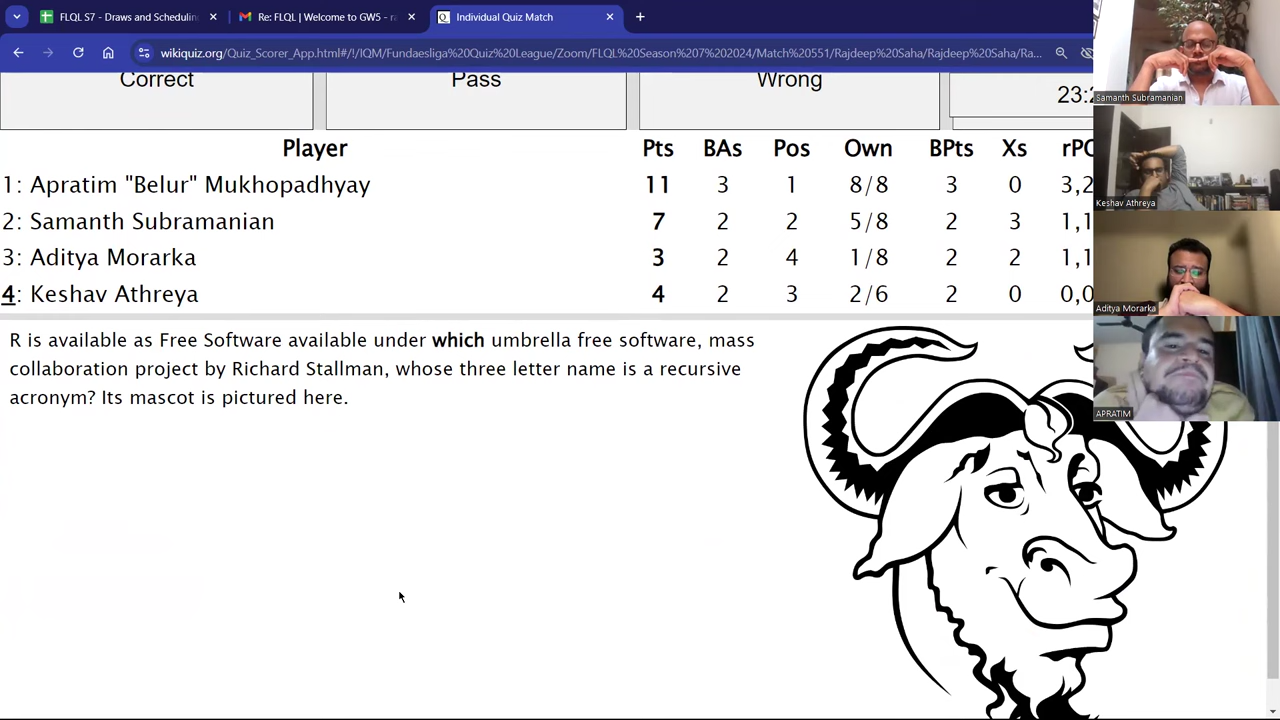 FLQL S7 - Draws and Scheduling
Re: FLQL | Welcome to GW5 - ra
Individual Quiz Match
wikiquiz.org/Quiz_Scorer_App.html#/!/IQM/Fundaesliga%20Quiz%20League/Zoom/FLQL%20Season%207%202024/Match%20551/Rajdeep%20Saha/Rajdeep%20Saha/Ra...
Correct Pass Wrong 23:2
Player Pts BAs Pos Own BPts Xs rPC
1: Apratim "Belur" Mukhopadhyay 11 3 1 8/8 3 0 3,2
2: Samanth Subramanian 7 2 2 5/8 2 3 1,1
3: Aditya Morarka 3 2 4 1/8 2 2 1,1
4: Keshav Athreya 4 2 3 2/6 2 0 0,0
R is available as Free Software available under which umbrella free software, mass
collaboration project by Richard Stallman, whose three letter name is a recursive
acronym? Its mascot is pictured here.
Samanth Subramanian
Keshav Athreya
Aditya Morarka
APRATIM